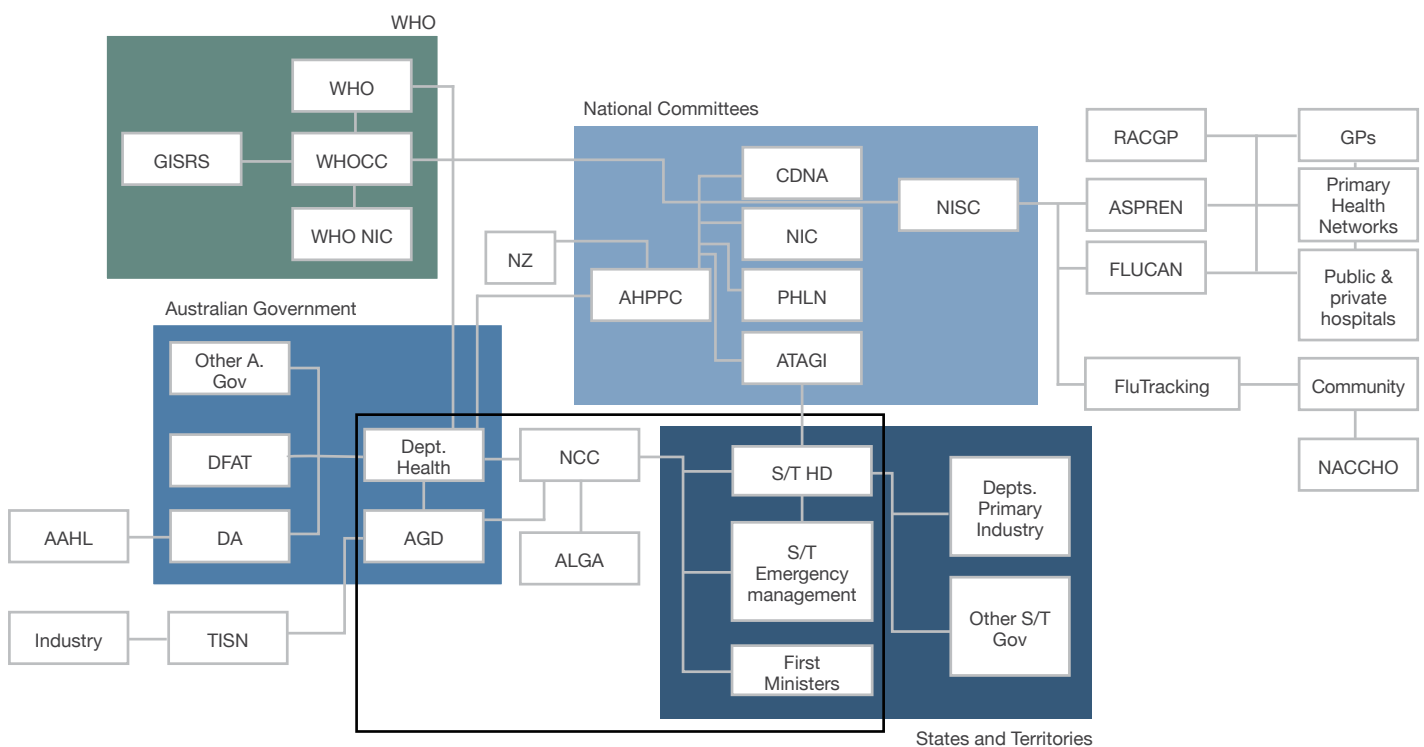 WHO
WHO
GISRS
WHOCC
WHO NIC
National Committees
CDNA
NIC
PHLN
ATAGI
NISC
NZ
AHPPC
RACGP
ASPREN
FLUCAN
FluTracking
GPs
Primary
Health
Networks
Public &
private
hospitals
Community
NACCHO
Australian Government
Other A.
Gov
DFAT
DA
Dept.
Health
AGD
AAHL
Industry
TISN
NCC
ALGA
S/T HD
S/T
Emergency
management
First
Ministers
Depts.
Primary
Industry
Other S/T
Gov
States and Territories